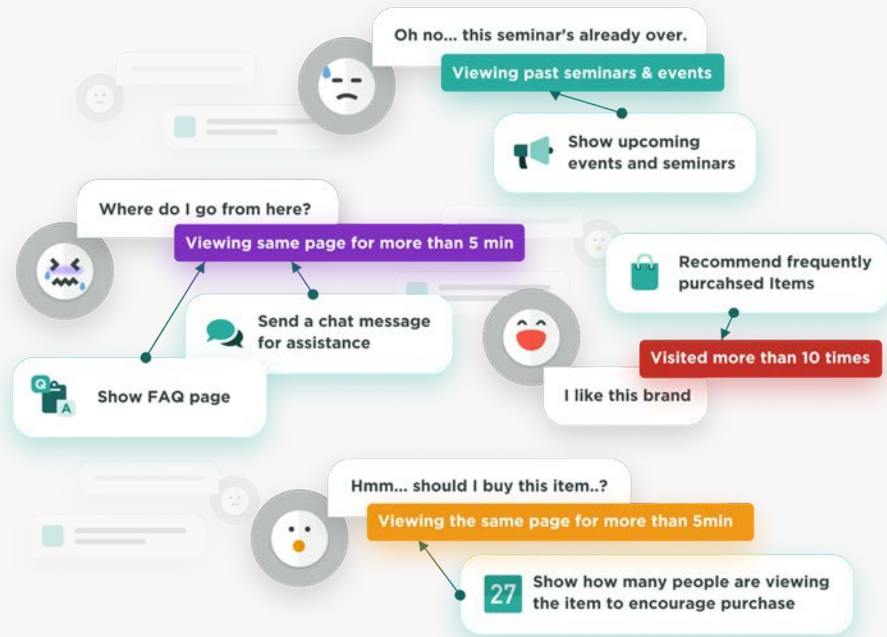 Oh no... this seminar's already over.
Viewing past seminars & events
Show upcoming
events and seminars
Where do I go from here?
Viewing same page for more than 5 min
Send a chat message
for assistance
Q
A
Show FAQ page
Recommend frequently
purcahsed Items
Visited more than 10 times
I like this brand
Hmm... should I buy this item..?
Viewing the same page for more than 5min
27
Show how many people are viewing
the item to encourage purchase